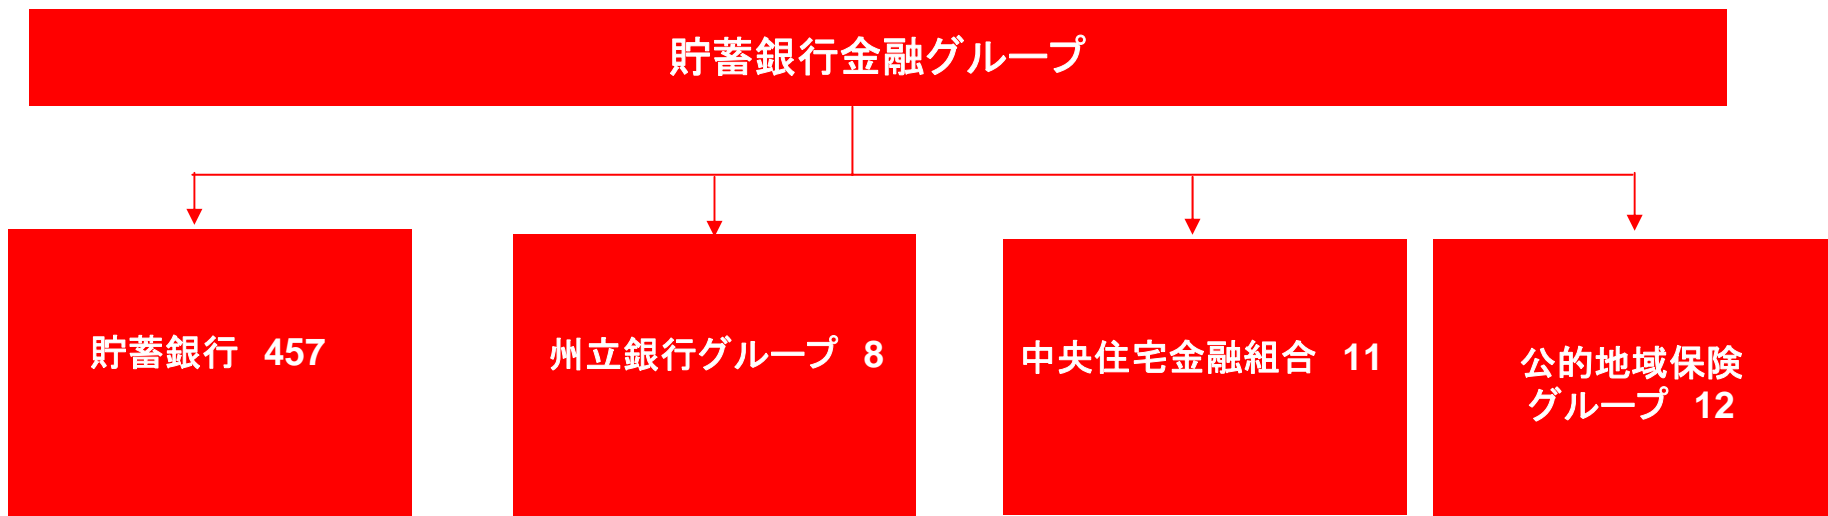 貯蓄銀行金融グループ
貯蓄銀行　457
州立銀行グループ　8
中央住宅金融組合　11
公的地域保険
グループ　12